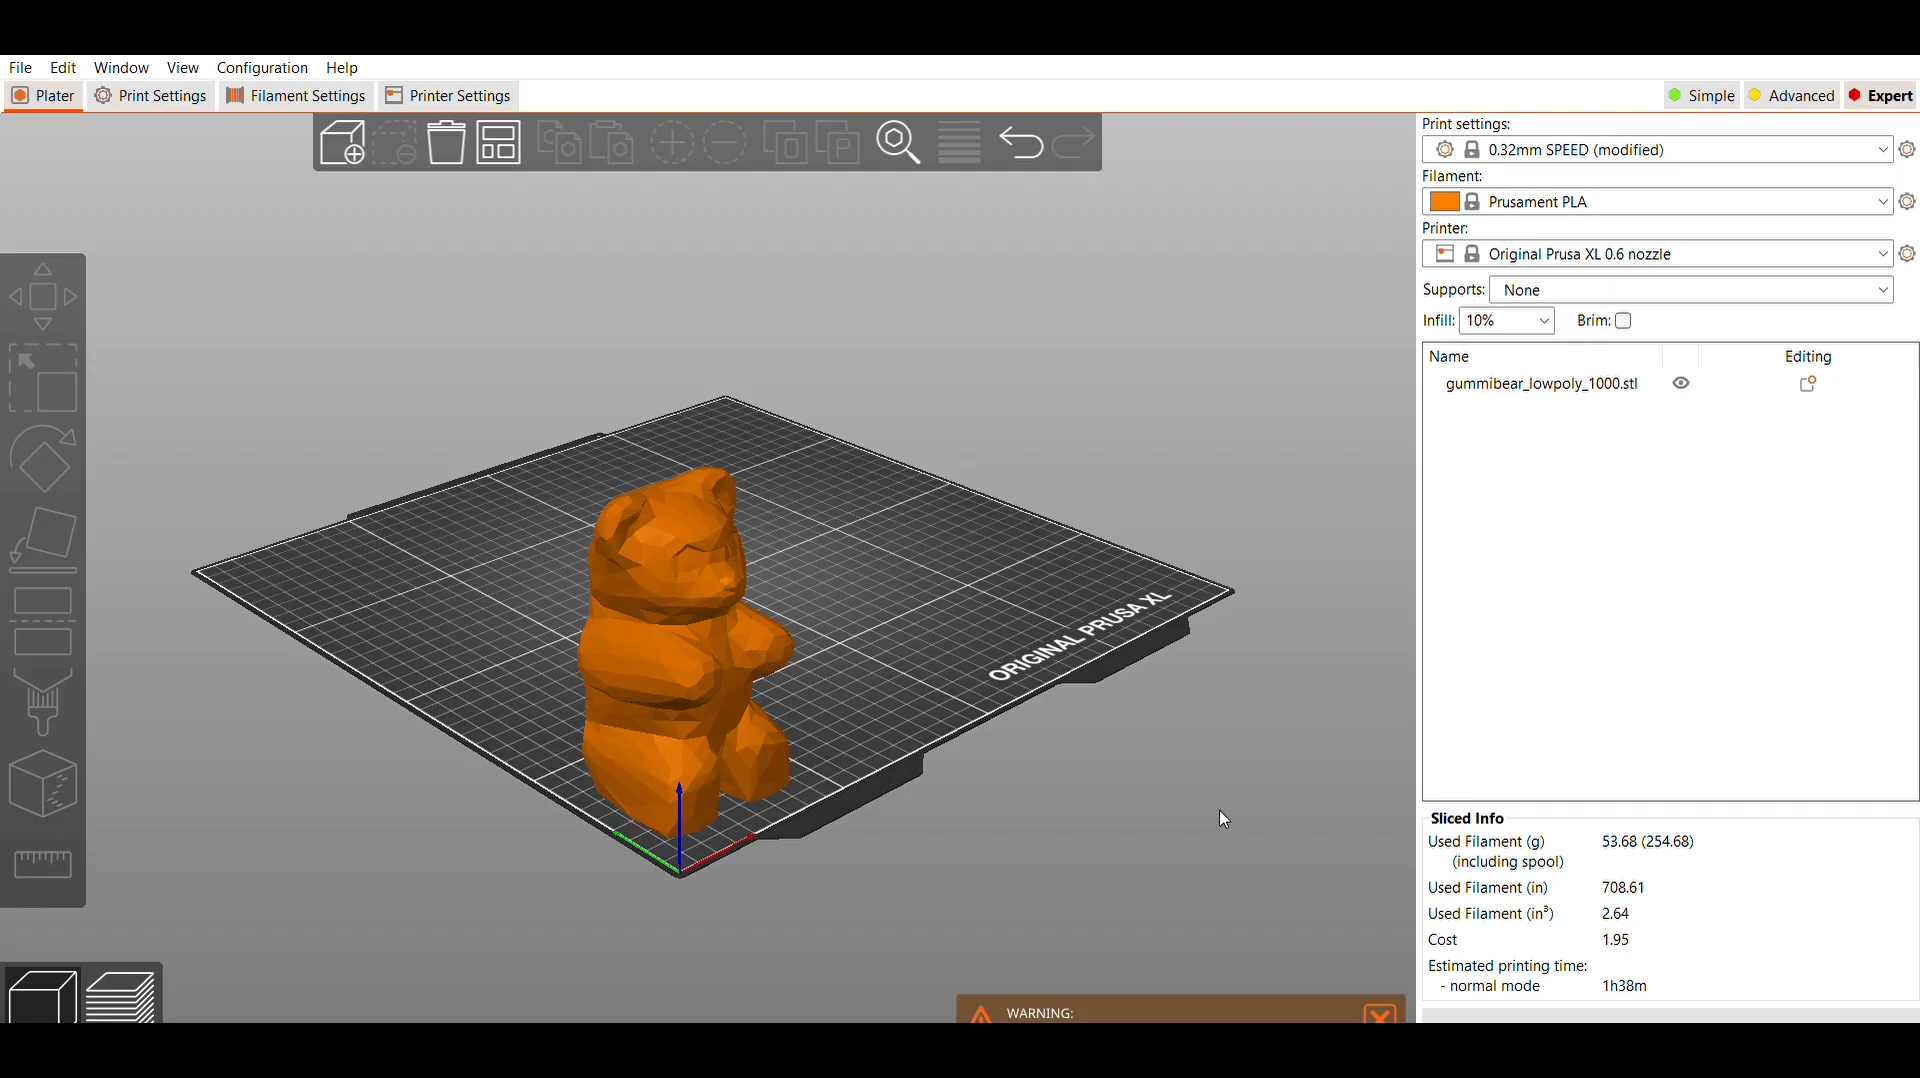 File Edit Window View Configuration Help
Plater Print Settings Filament Settings Printer Settings Simple Advanced Expert
Print settings:
0.32mm SPEED (modified)
Filament:
Prusament PLA
Printer:
Original Prusa XL 0.6 nozzle
Supports: None
Infill: 10% Brim:
Name Editing
gummibear_lowpoly_1000.stl
ORIGINAL PRUSA XL
Sliced Info
Used Filament (g) 53.68 (254.68)
(including spool)
Used Filament (in) 708.61
Used Filament (in³) 2.64
Cost 1.95
Estimated printing time:
- normal mode 1h38m
WARNING: